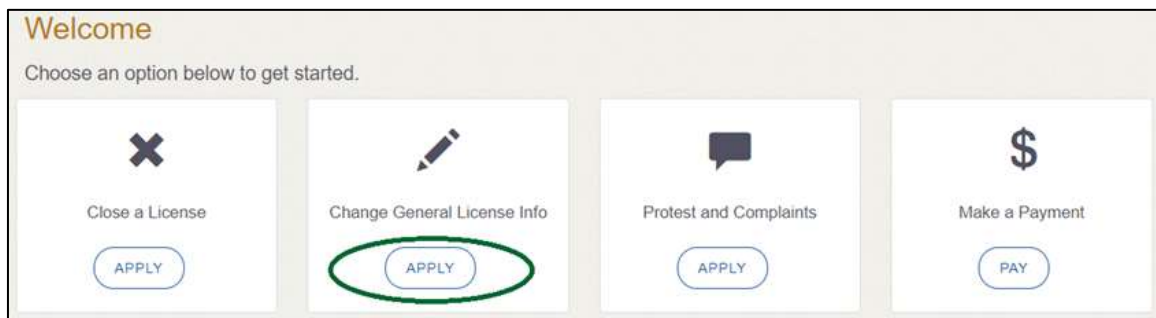 Welcome
Choose an option below to get started.
Close a License
APPLY
Change General License Info
APPLY
Protest and Complaints
APPLY
$
Make a Payment
PAY